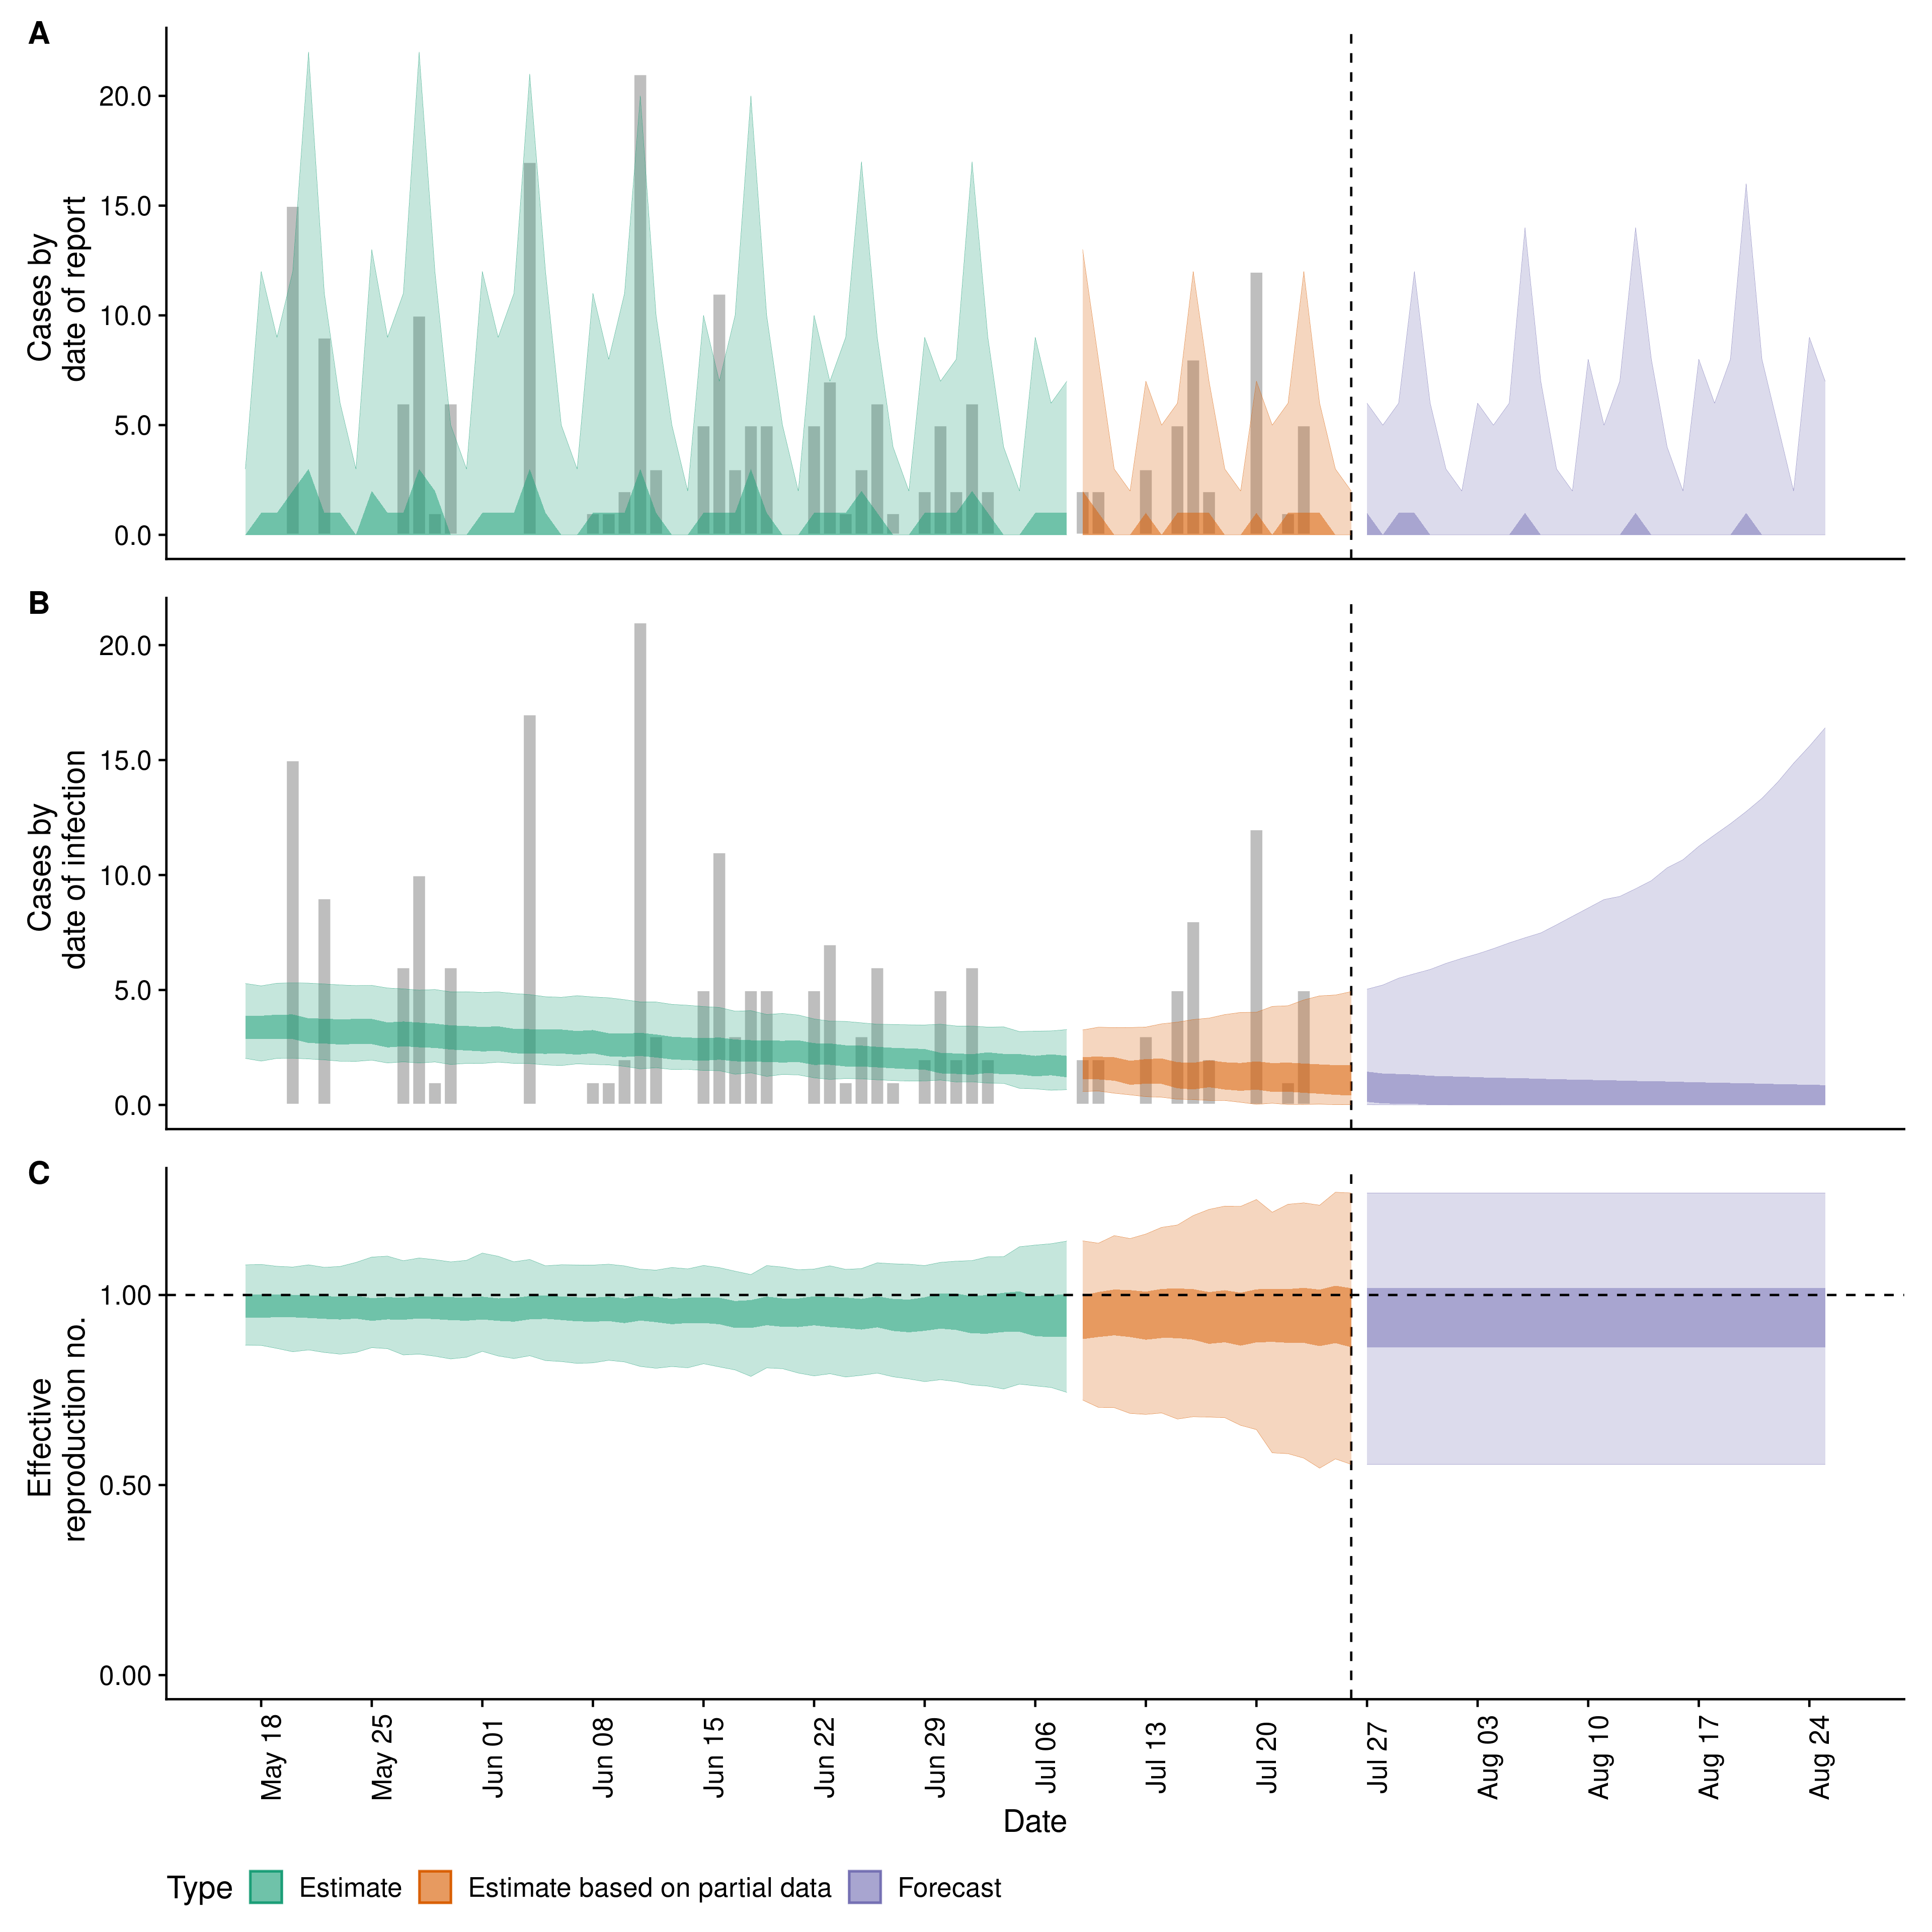 A
Cases by
date of report
20.0
15.0
10.0
5.0
0.0
B
Cases by
date of infection
20.0
15.0
10.0
5.0
0.0
C
Effective
reproduction no.
1.00
0.50
0.00
May 18
May 25
Jun 01
Jun 08
Jun 15
Jun 22
Jun 29
Jul 06
Jul 13
Jul 20
Jul 27
Aug 03
Aug 10
Aug 17
Aug 24
Date
Type Estimate Estimate based on partial data Forecast